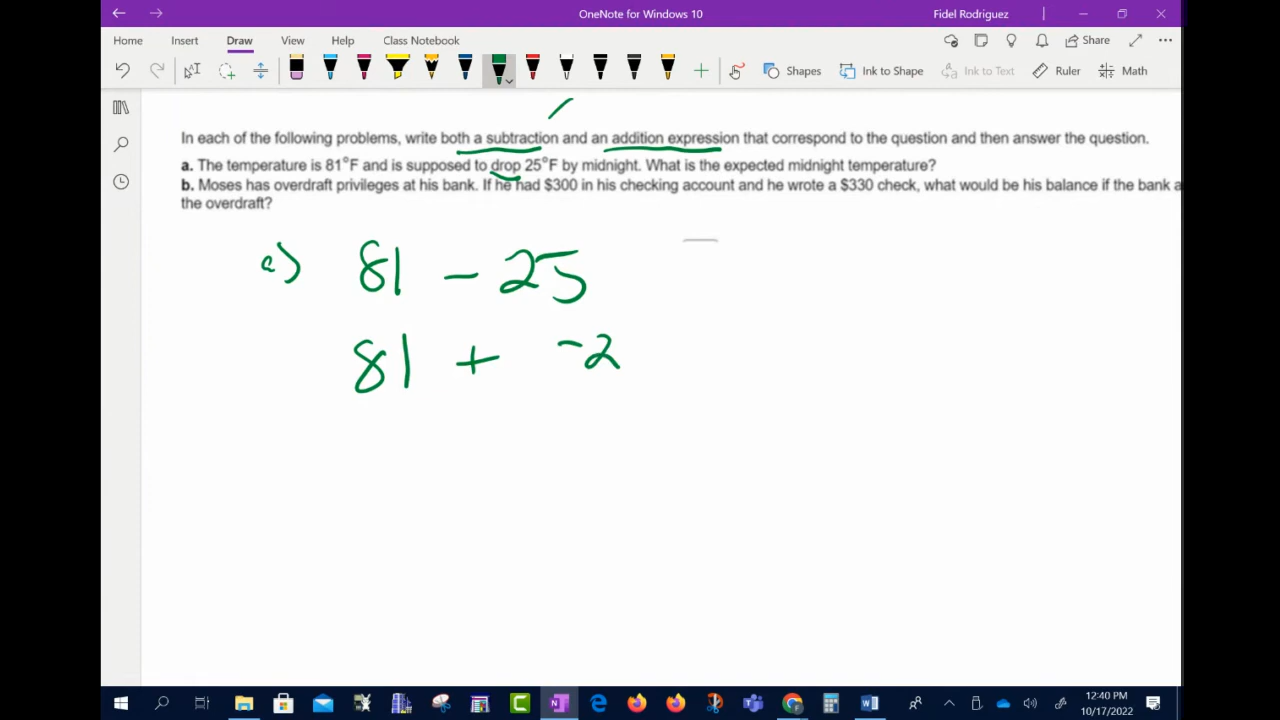 OneNote for Windows 10
Fidel Rodriguez
Home Insert Draw View Help Class Notebook
Share
Shapes Ink to Shape Ink to Text Ruler Math
In each of the following problems, write both a subtraction and an addition expression that correspond to the question and then answer the question.
a. The temperature is 81°F and is supposed to drop 25°F by midnight. What is the expected midnight temperature?
b. Moses has overdraft privileges at his bank. If he had $300 in his checking account and he wrote a $330 check, what would be his balance if the bank a
the overdraft?
a) 81 - 25
81 + -2
12:40 PM
10/17/2022